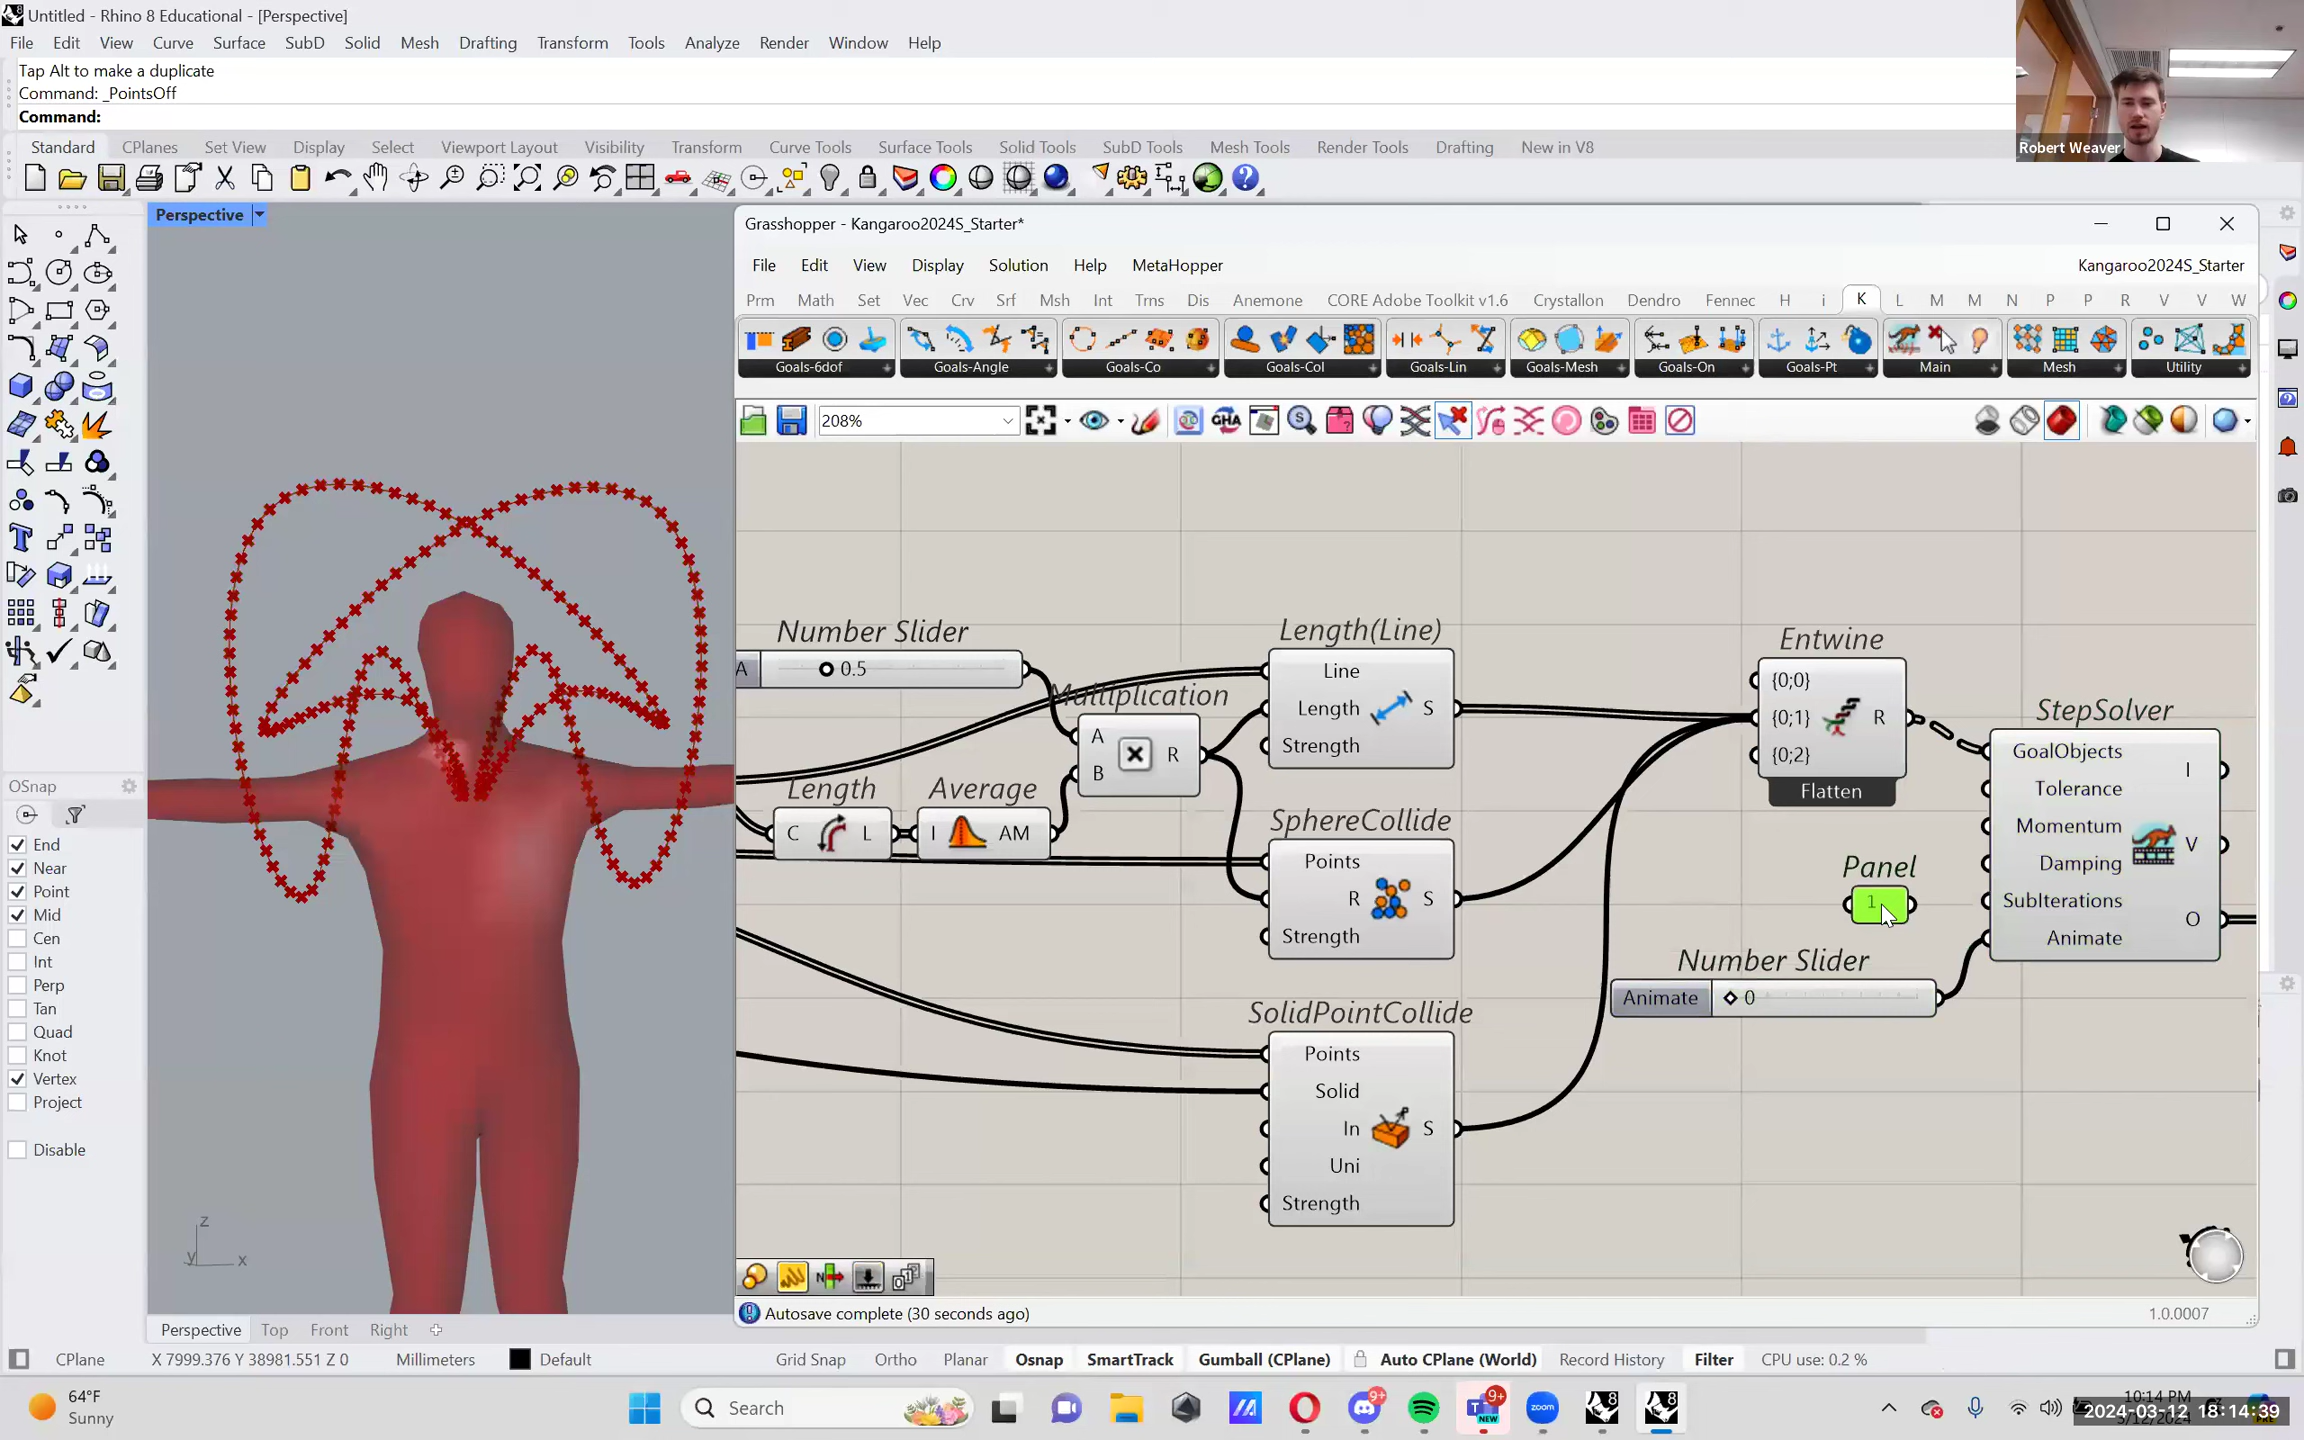 Untitled - Rhino 8 Educational - [Perspective]
File Edit View Curve Surface SubD Solid Mesh Drafting Transform Tools Analyze Render Window Help
Tap Alt to make a duplicate
Command: _PointsOff
Command:
Robert Weaver
Standard CPlanes Set View Display Select Viewport Layout Visibility Transform Curve Tools Surface Tools Solid Tools SubD Tools Mesh Tools Render Tools Drafting New in V8
Perspective
Grasshopper - Kangaroo2024S_Starter*
File Edit View Display Solution Help MetaHopper
Kangaroo2024S_Starter
Prm Math Set Vec Crv Srf Msh Int Trns Dis Anemone CORE Adobe Toolkit v1.6 Crystallon Dendro Fennec H i K L M M N P P R V V W
Goals-6dof Goals-Angle Goals-Co Goals-Col Goals-Lin Goals-Mesh Goals-On Goals-Pt Main Mesh Utility
208%
GHA
Number Slider
A 0.5
Multiplication
A
B
R
Length
C L
Average
I AM
Length(Line)
Line
Length S
Strength
SphereCollide
Points
R S
Strength
SolidPointCollide
Points
Solid
In S
Uni
Strength
Entwine
{0;0}
{0;1} R
{0;2}
Flatten
Panel
1
Number Slider
Animate 0
StepSolver
GoalObjects
Tolerance
Momentum
Damping
SubIterations
Animate
I
V
O
OSnap
End
Near
Point
Mid
Cen
Int
Perp
Tan
Quad
Knot
Vertex
Project
Disable
z
y
x
Autosave complete (30 seconds ago)
1.0.0007
Perspective Top Front Right
CPlane X 7999.376 Y 38981.551 Z 0 Millimeters Default Grid Snap Ortho Planar Osnap SmartTrack Gumball (CPlane) Auto CPlane (World) Record History Filter CPU use: 0.2 %
64°F
Sunny
Search
9+
9+
NEW
zoom
8
8
10:14 PM
2024-03-12 18:14:39